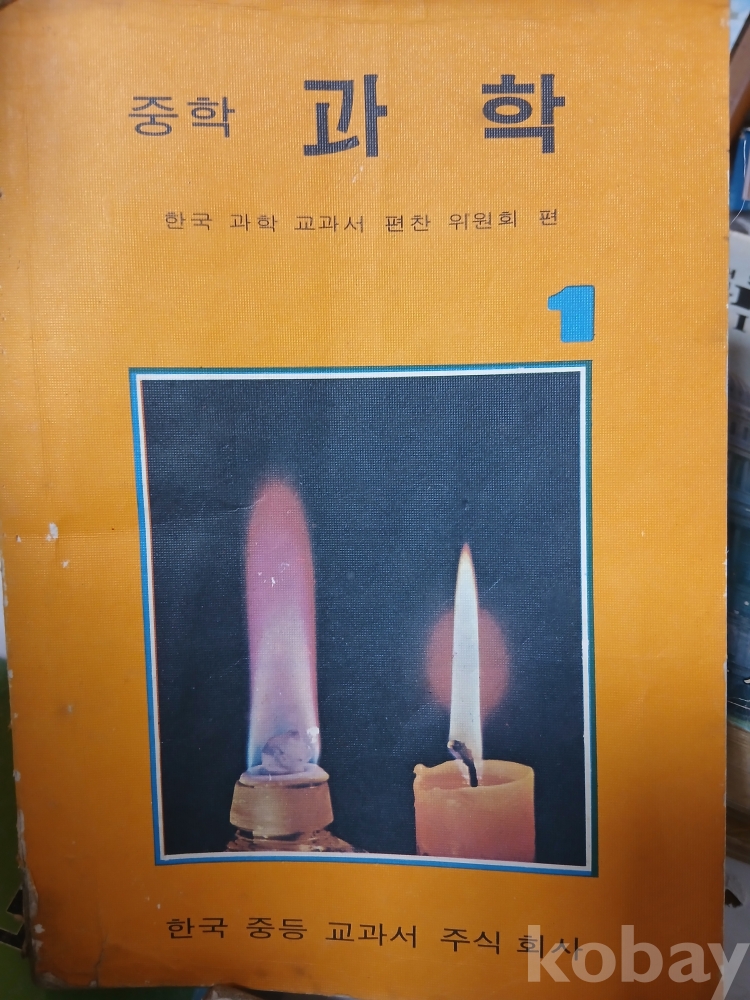 중학 과학
한국 과학 교과서 편찬 위원회 편
1
한국 중등 교과서 주식 회사
kobay